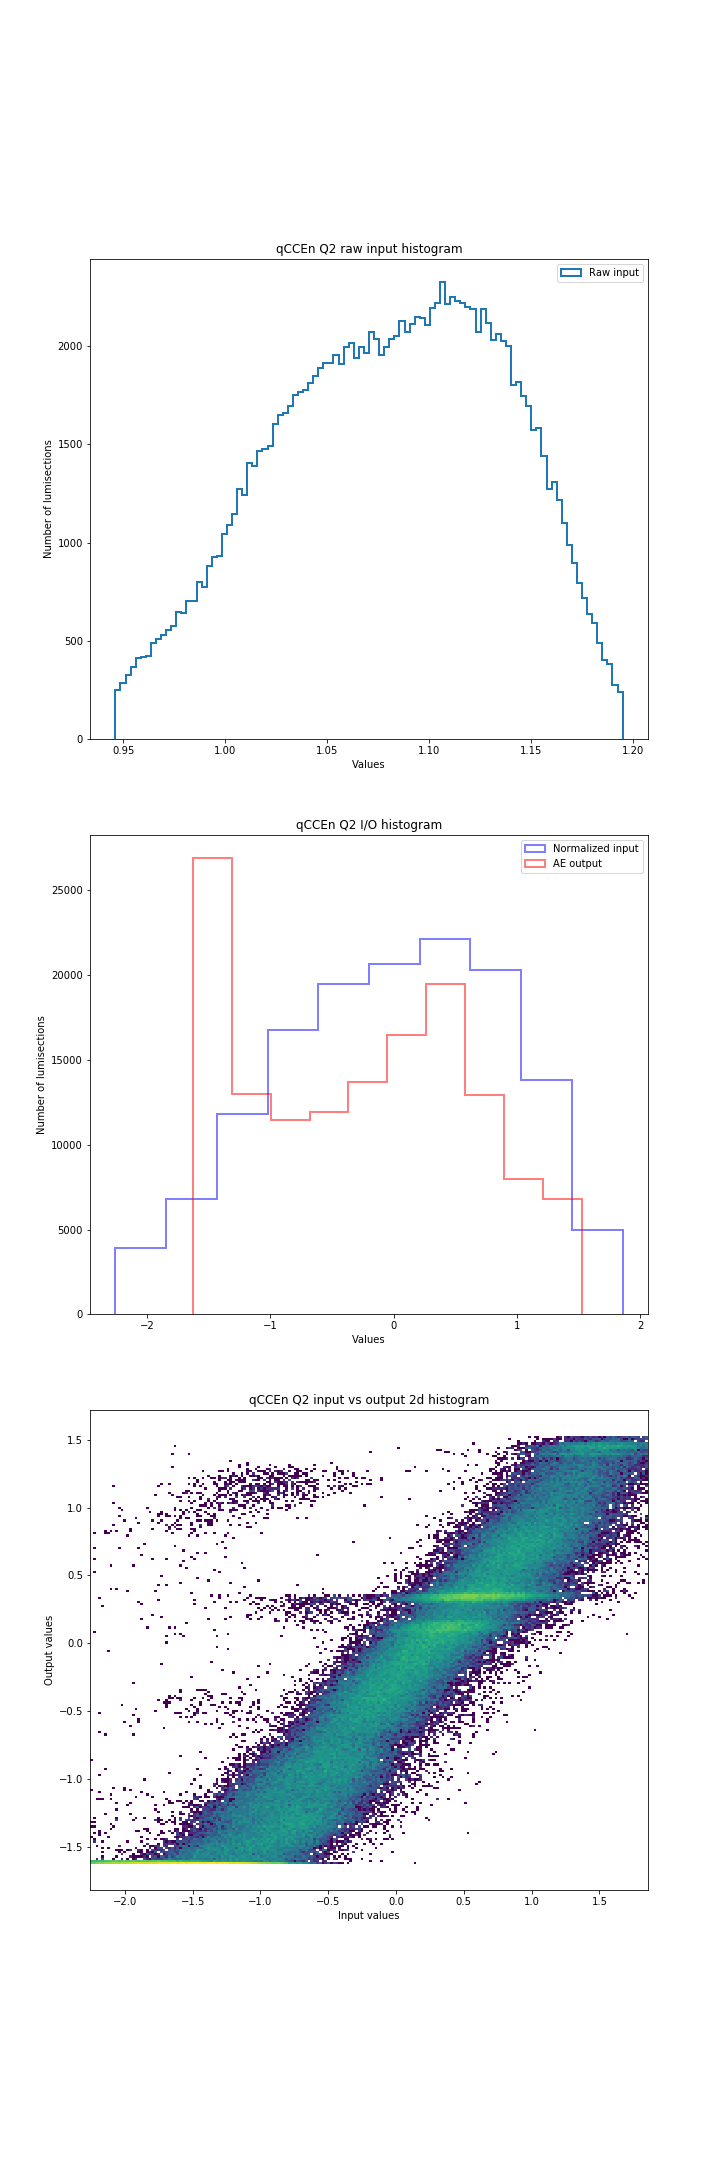 qCCEn Q2 raw input histogram
Raw input
2000
1500
1000
500
0
Number of lumisections
0.95 1.00 1.05 1.10 1.15 1.20
Values
qCCEn Q2 I/O histogram
Normalized input
AE output
25000
20000
15000
10000
5000
0
Number of lumisections
−2 −1 0 1 2
Values
qCCEn Q2 input vs output 2d histogram
1.5
1.0
0.5
0.0
−0.5
−1.0
−1.5
Output values
−2.0 −1.5 −1.0 −0.5 0.0 0.5 1.0 1.5
Input values